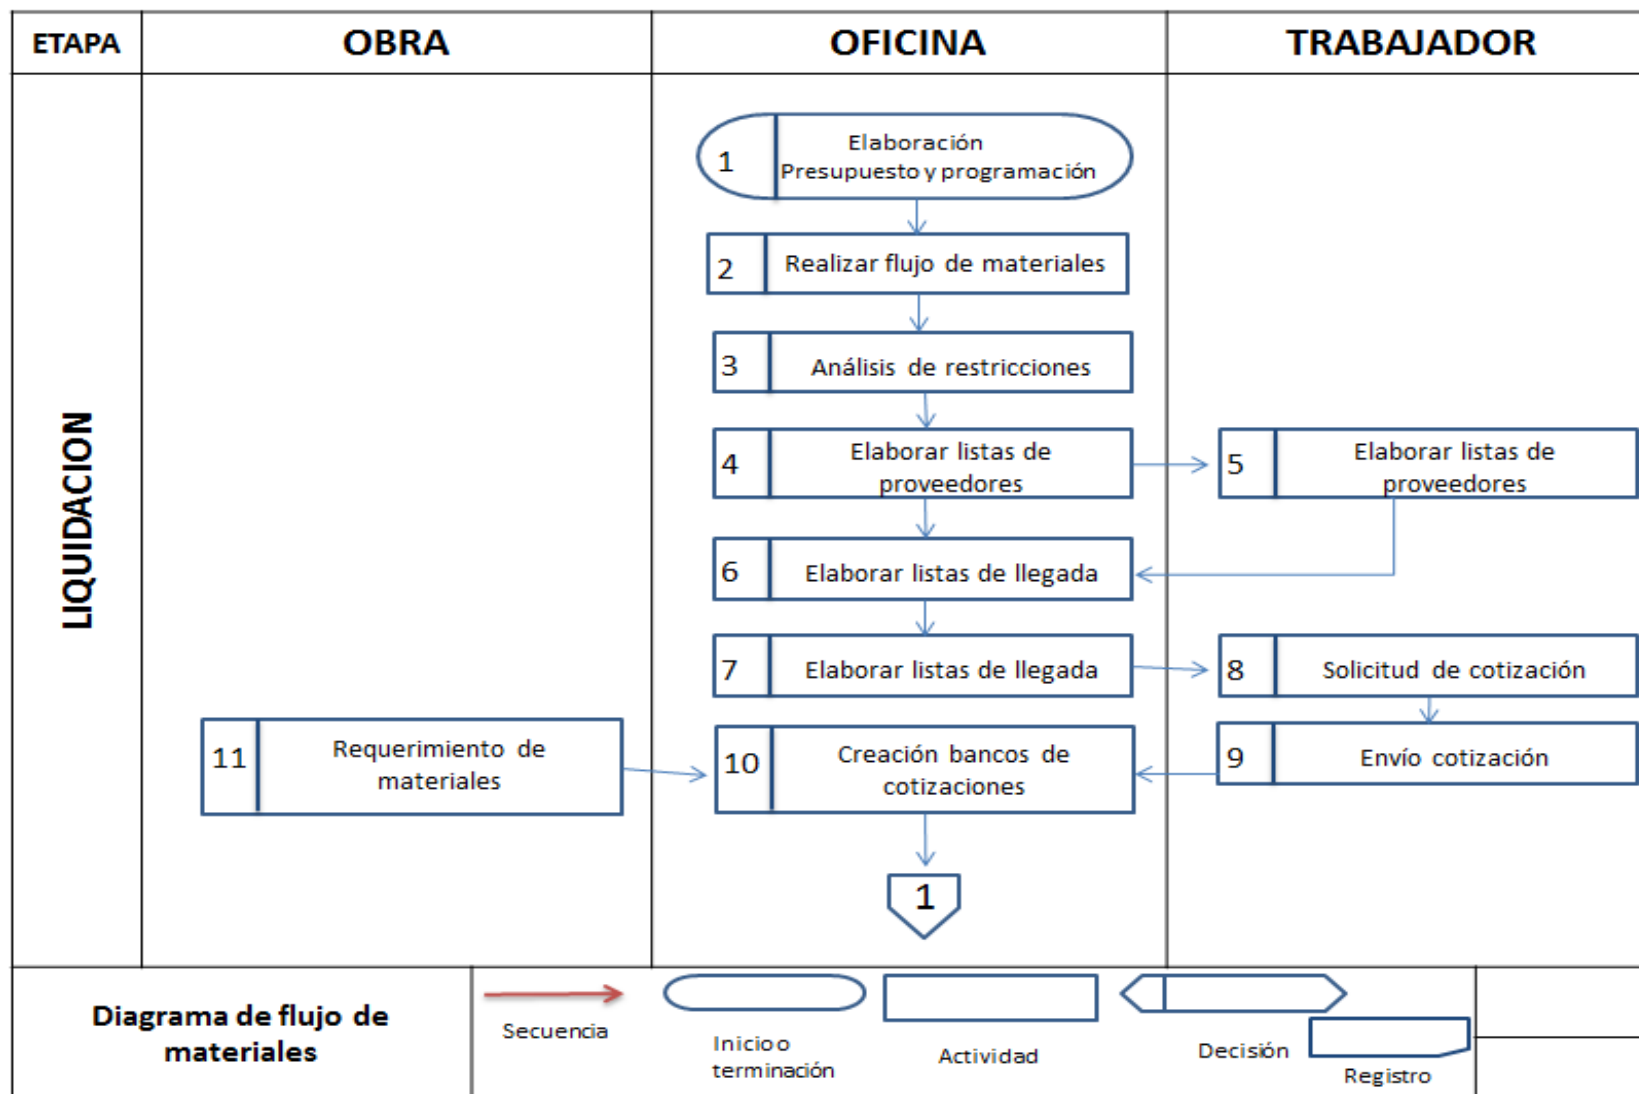 ETAPA
OBRA
OFICINA
TRABAJADOR
LIQUIDACION
1
Elaboración
Presupuesto y programación
2
Realizar flujo de materiales
3
Análisis de restricciones
4
Elaborar listas de
proveedores
5
Elaborar listas de
proveedores
6
Elaborar listas de llegada
7
Elaborar listas de llegada
8
Solicitud de cotización
11
Requerimiento de
materiales
10
Creación bancos de
cotizaciones
9
Envío cotización
1
Diagrama de flujo de
materiales
Secuencia
Inicio o
terminación
Actividad
Decisión
Registro